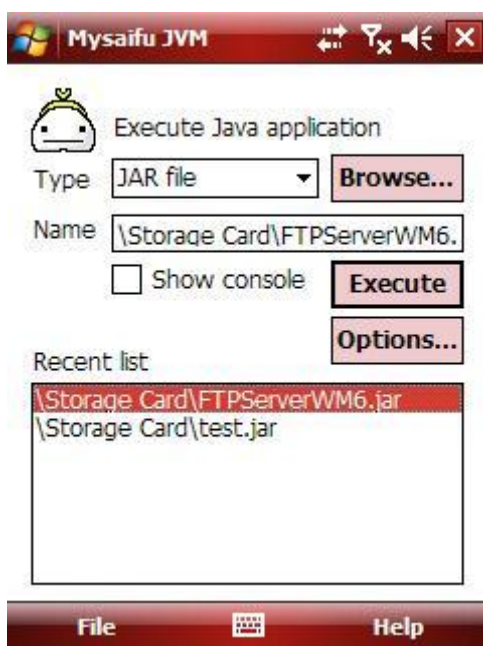 Mysaifu JVM
Execute Java application
Type JAR file Browse...
Name \Storage Card\FTPServerWM6.
Show console Execute
Options...
Recent list
\Storage Card\FTPServerWM6.jar
\Storage Card\test.jar
File Help